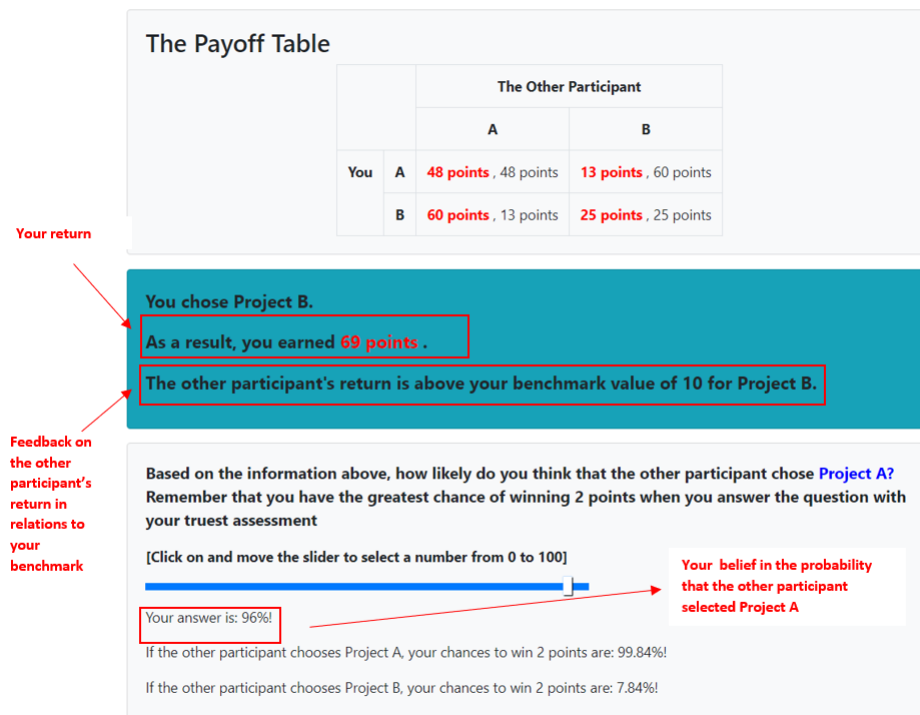 The Payoff Table
The Other Participant
A B
You A 48 points , 48 points 13 points , 60 points
B 60 points , 13 points 25 points , 25 points
Your return
You chose Project B.
As a result, you earned 69 points .
The other participant's return is above your benchmark value of 10 for Project B.
Feedback on
the other
participant's
return in
relations to
your
benchmark
Based on the information above, how likely do you think that the other participant chose Project A?
Remember that you have the greatest chance of winning 2 points when you answer the question with
your truest assessment
[Click on and move the slider to select a number from 0 to 100]
Your answer is: 96%!
Your belief in the probability
that the other participant
selected Project A
If the other participant chooses Project A, your chances to win 2 points are: 99.84%!
If the other participant chooses Project B, your chances to win 2 points are: 7.84%!